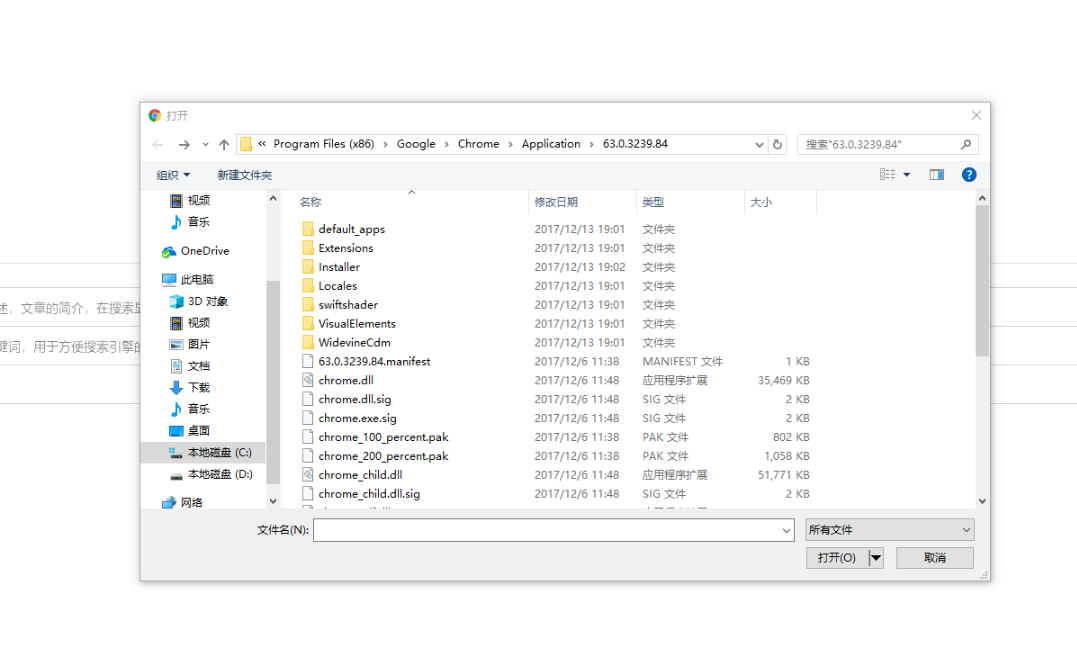 打开
« Program Files (x86) › Google › Chrome › Application › 63.0.3239.84
搜索"63.0.3239.84"
组织 新建文件夹
视频
音乐
OneDrive
此电脑
3D 对象
视频
图片
文档
下载
音乐
桌面
本地磁盘 (C:)
本地磁盘 (D:)
网络
名称 修改日期 类型 大小
default_apps 2017/12/13 19:01 文件夹
Extensions 2017/12/13 19:01 文件夹
Installer 2017/12/13 19:02 文件夹
Locales 2017/12/13 19:01 文件夹
swiftshader 2017/12/13 19:01 文件夹
VisualElements 2017/12/13 19:01 文件夹
WidevineCdm 2017/12/13 19:01 文件夹
63.0.3239.84.manifest 2017/12/6 11:38 MANIFEST 文件 1 KB
chrome.dll 2017/12/6 11:48 应用程序扩展 35,469 KB
chrome.dll.sig 2017/12/6 11:48 SIG 文件 2 KB
chrome.exe.sig 2017/12/6 11:48 SIG 文件 2 KB
chrome_100_percent.pak 2017/12/6 11:38 PAK 文件 802 KB
chrome_200_percent.pak 2017/12/6 11:38 PAK 文件 1,058 KB
chrome_child.dll 2017/12/6 11:48 应用程序扩展 51,771 KB
chrome_child.dll.sig 2017/12/6 11:48 SIG 文件 2 KB
文件名(N): 所有文件
打开(O) 取消
述，文章的简介，在搜索
键词，用于方便搜索引擎的